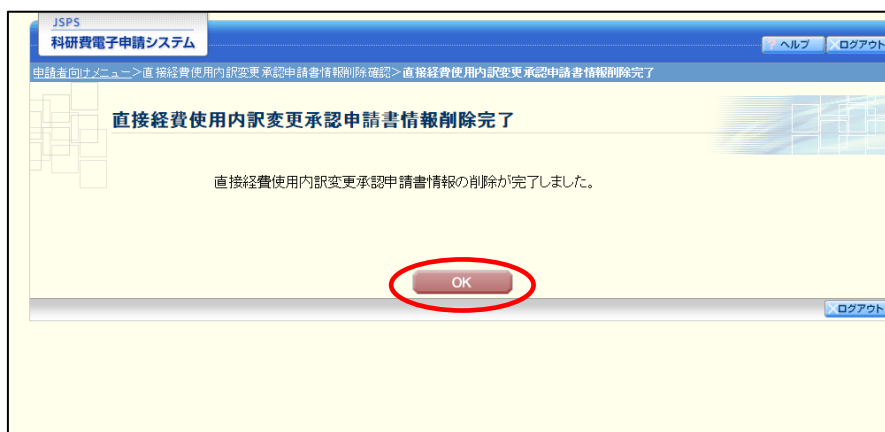 JSPS
科研費電子申請システム
? ヘルプ
ログアウト
申請者向けメニュー>直接経費使用内訳変更承認申請書情報削除確認>直接経費使用内訳変更承認申請書情報削除完了
直接経費使用内訳変更承認申請書情報削除完了
直接経費使用内訳変更承認申請書情報の削除が完了しました。
OK
ログアウト